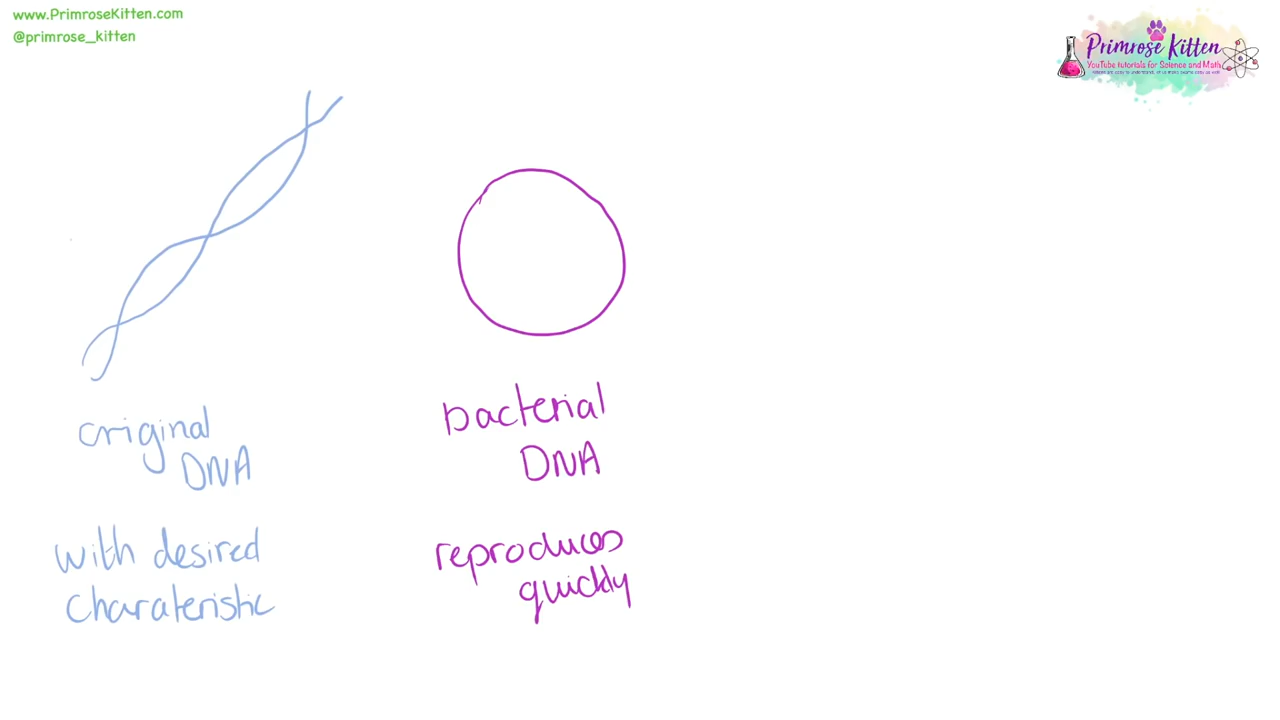 www.PrimroseKitten.com
@primrose_kitten
Primrose Kitten
YouTube tutorials for Science and Math
original
DNA
with desired
charateristic
bacterial
DNA
reproduces
quickly